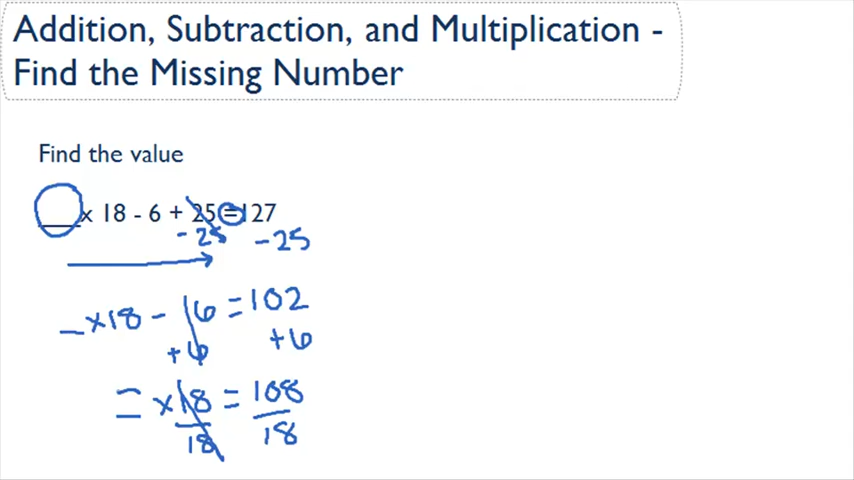 Addition, Subtraction, and Multiplication -
Find the Missing Number
Find the value
___x 18 - 6 + 25 =127
- 25 -25
_ ×18 - 6 = 102
+6 +6
_ ×18 = 108
18 18